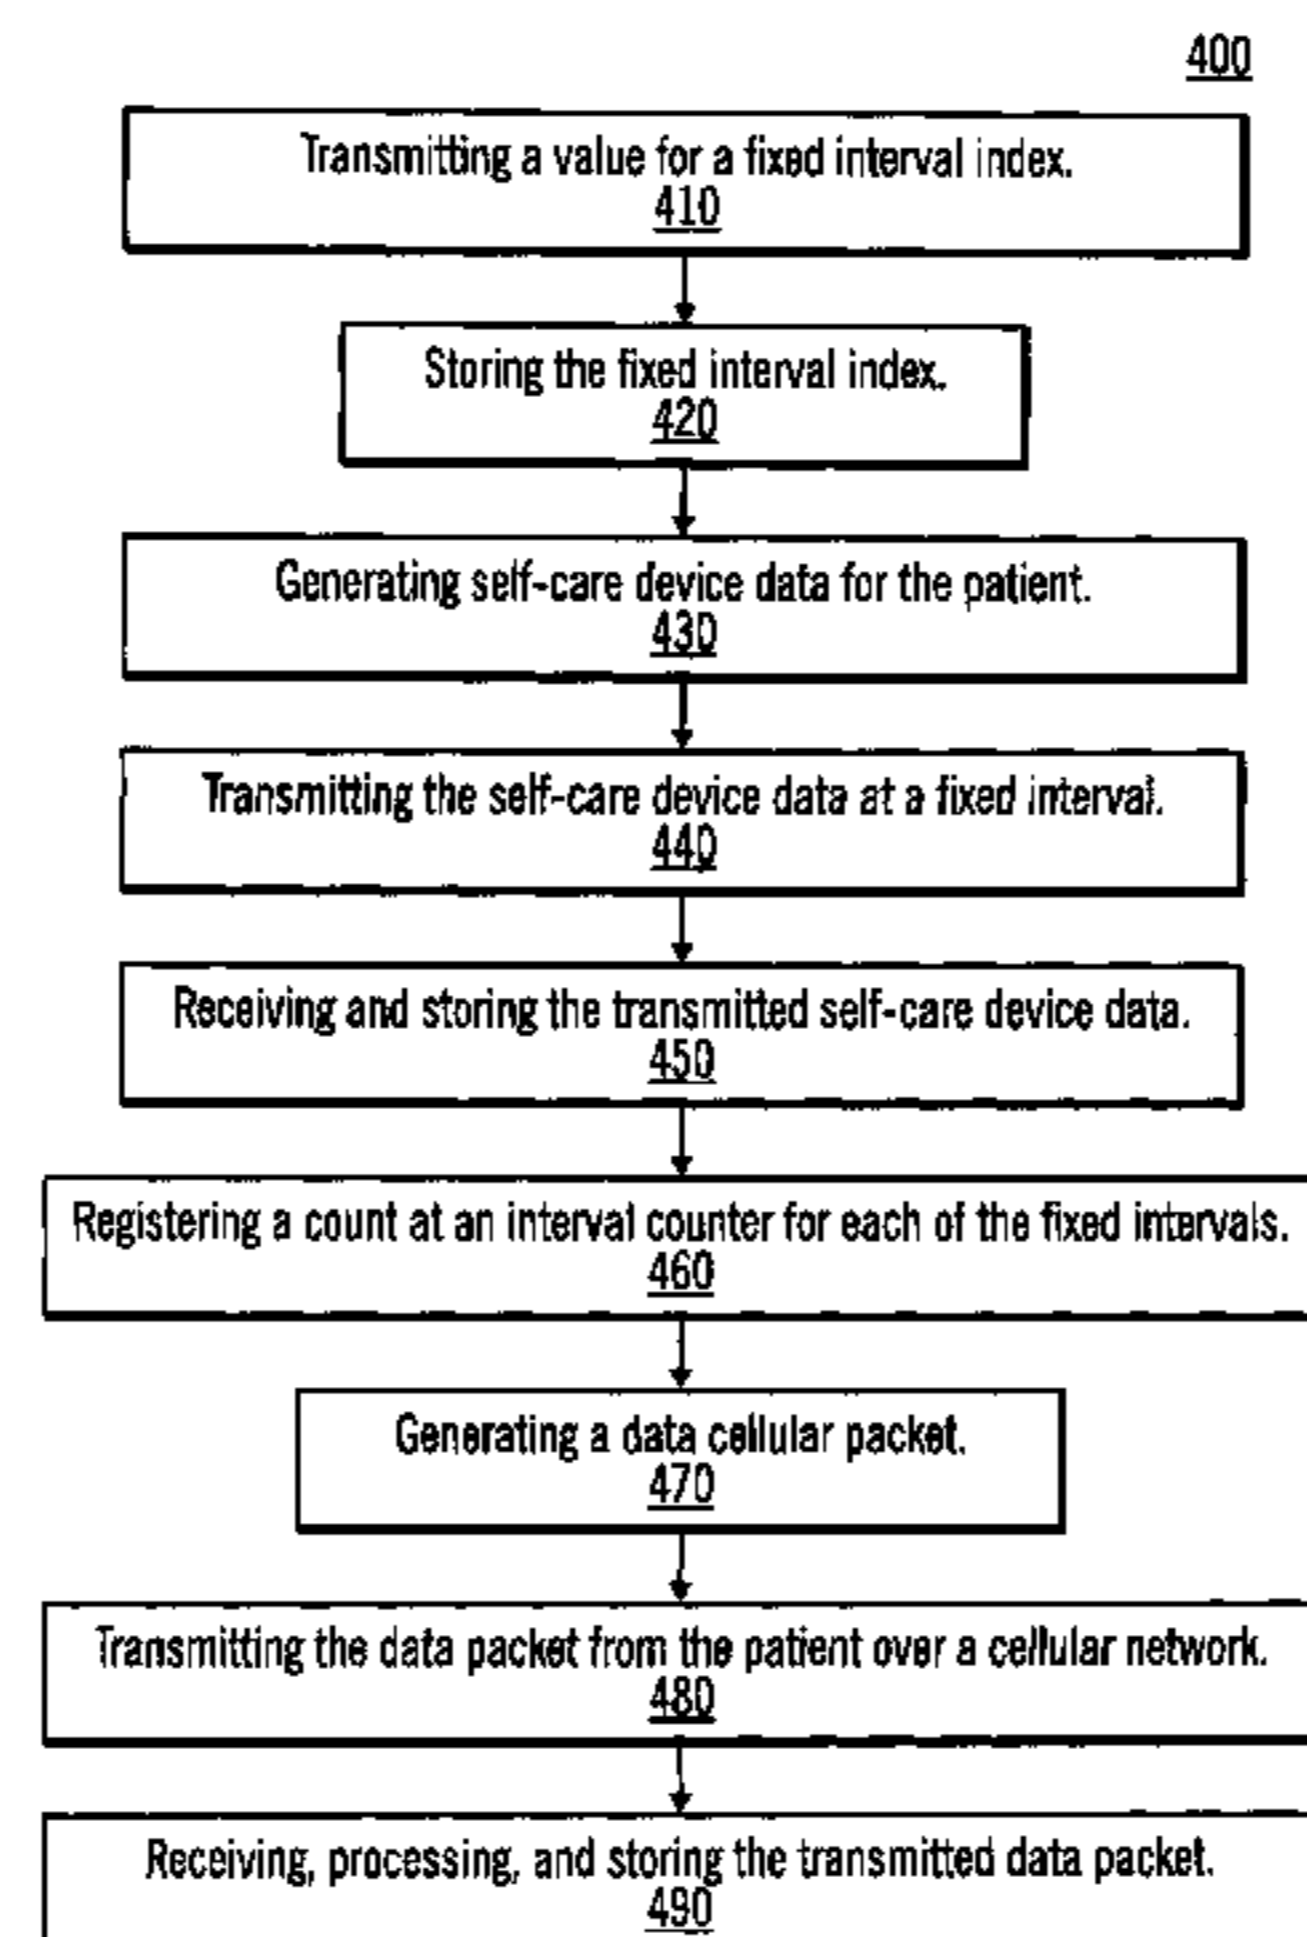 400
Transmitting a value for a fixed interval index.
410
Storing the fixed interval index.
420
Generating self-care device data for the patient.
430
Transmitting the self-care device data at a fixed interval.
440
Receiving and storing the transmitted self-care device data.
450
Registering a count at an interval counter for each of the fixed intervals.
460
Generating a data cellular packet.
470
Transmitting the data packet from the patient over a cellular network.
480
Receiving, processing, and storing the transmitted data packet.
490